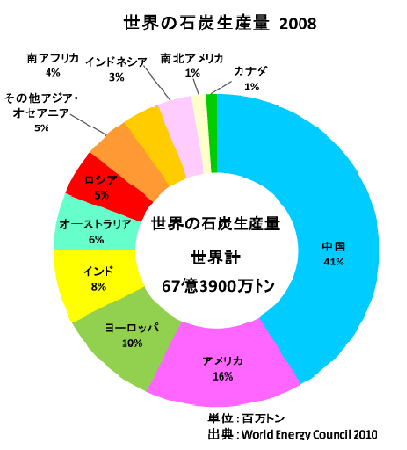 世界の石炭生産量 2008
南アフリカ
4%
インドネシア
3%
南北アメリカ
1%
カナダ
1%
その他アジア・
オセアニア
5%
ロシア
5%
オーストラリア
6%
インド
8%
ヨーロッパ
10%
アメリカ
16%
中国
41%
世界の石炭生産量
世界計
67億3900万トン
単位：百万トン
出典：World Energy Council 2010